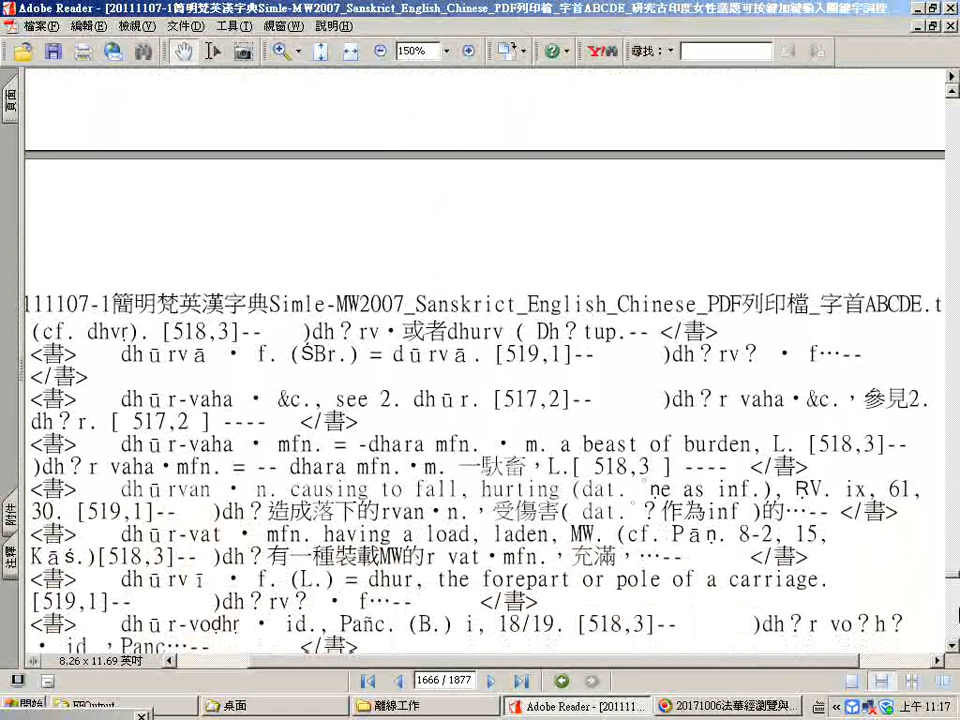 Adobe Reader - [20111107-1簡明梵英漢字典Simle-MW2007_Sanskrict_English_Chinese_PDF列印檔_字首ABCDE_研究古印度女性議題可按鍵加鍵輸入關鍵字詞搜
檔案(F) 編輯(E) 檢視(V) 文件(D) 工具(T) 視窗(W) 說明(H)
150% 尋找:
頁面
111107-1簡明梵英漢字典Simle-MW2007_Sanskrict_English_Chinese_PDF列印檔_字首ABCDE.t
(cf. dhvṛ). [518,3]-- )dh？rv‧或者dhurv ( Dh？tup.-- </書>
<書> dhūrvā ‧ f. (ŚBr.) = dūrvā. [519,1]-- )dh？rv？ ‧ f…--
</書>
<書> dhūr-vaha ‧ &c., see 2. dhūr. [517,2]-- )dh？r vaha‧&c.，參見2.
dh？r. [ 517,2 ] ---- </書>
<書> dhūr-vaha ‧ mfn. = -dhara mfn. ‧ m. a beast of burden, L. [518,3]--
)dh？r vaha‧mfn. = -- dhara mfn.‧m. 一馱畜，L.[ 518,3 ] ---- </書>
<書> dhūrvan ‧ n. causing to fall, hurting (dat. °ṇe as inf.), ṚV. ix, 61,
30. [519,1]-- )dh？造成落下的rvan‧n.，受傷害( dat. ？作為inf )的…-- </書>
<書> dhūr-vat ‧ mfn. having a load, laden, MW. (cf. Pāṇ. 8-2, 15,
Kāś.)[518,3]-- )dh？有一種裝載MW的r vat‧mfn.，充滿，…-- </書>
<書> dhūrvī ‧ f. (L.) = dhur, the forepart or pole of a carriage.
[519,1]-- )dh？rv？ ‧ f…-- </書>
<書> dhūr-voḍhṛ ‧ id., Pañc. (B.) i, 18/19. [518,3]-- )dh？r vo？h？
‧ id.，Panc…-- </書>
附件
註釋
8.26 x 11.69 英吋
1666 / 1877
開始 FFOutput 桌面 離線工作 Adobe Reader - [201111... 20171006法華經瀏覽與... 上午 11:17